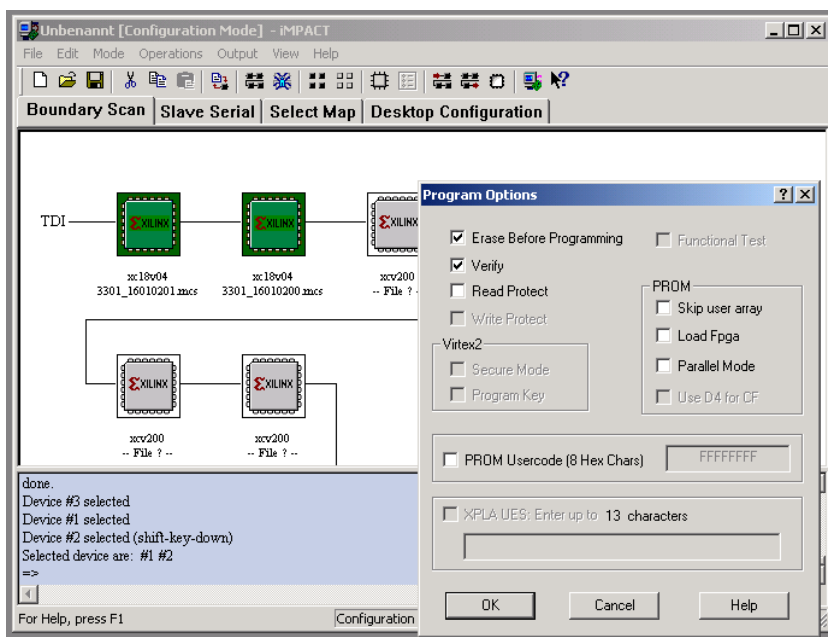 Unbenannt [Configuration Mode] - iMPACT
File Edit Mode Operations Output View Help
Boundary Scan Slave Serial Select Map Desktop Configuration
TDI
ΣXILINX ΣXILINX ΣXILINX
xc18v04 xc18v04 xcv200
3301_16010201.mcs 3301_16010200.mcs -- File ? -
ΣXILINX ΣXILINX
xcv200 xcv200
-- File ? -- -- File ? --
done.
Device #3 selected
Device #1 selected
Device #2 selected (shift-key-down)
Selected device are: #1 #2
=>
For Help, press F1
Configuration
Program Options
Erase Before Programming
Functional Test
Verify
Read Protect
Write Protect
PROM
Skip user array
Load Fpga
Parallel Mode
Use D4 for CF
Virtex2
Secure Mode
Program Key
PROM Usercode (8 Hex Chars) FFFFFFFF
XPLA UES: Enter up to 13 characters
OK Cancel Help